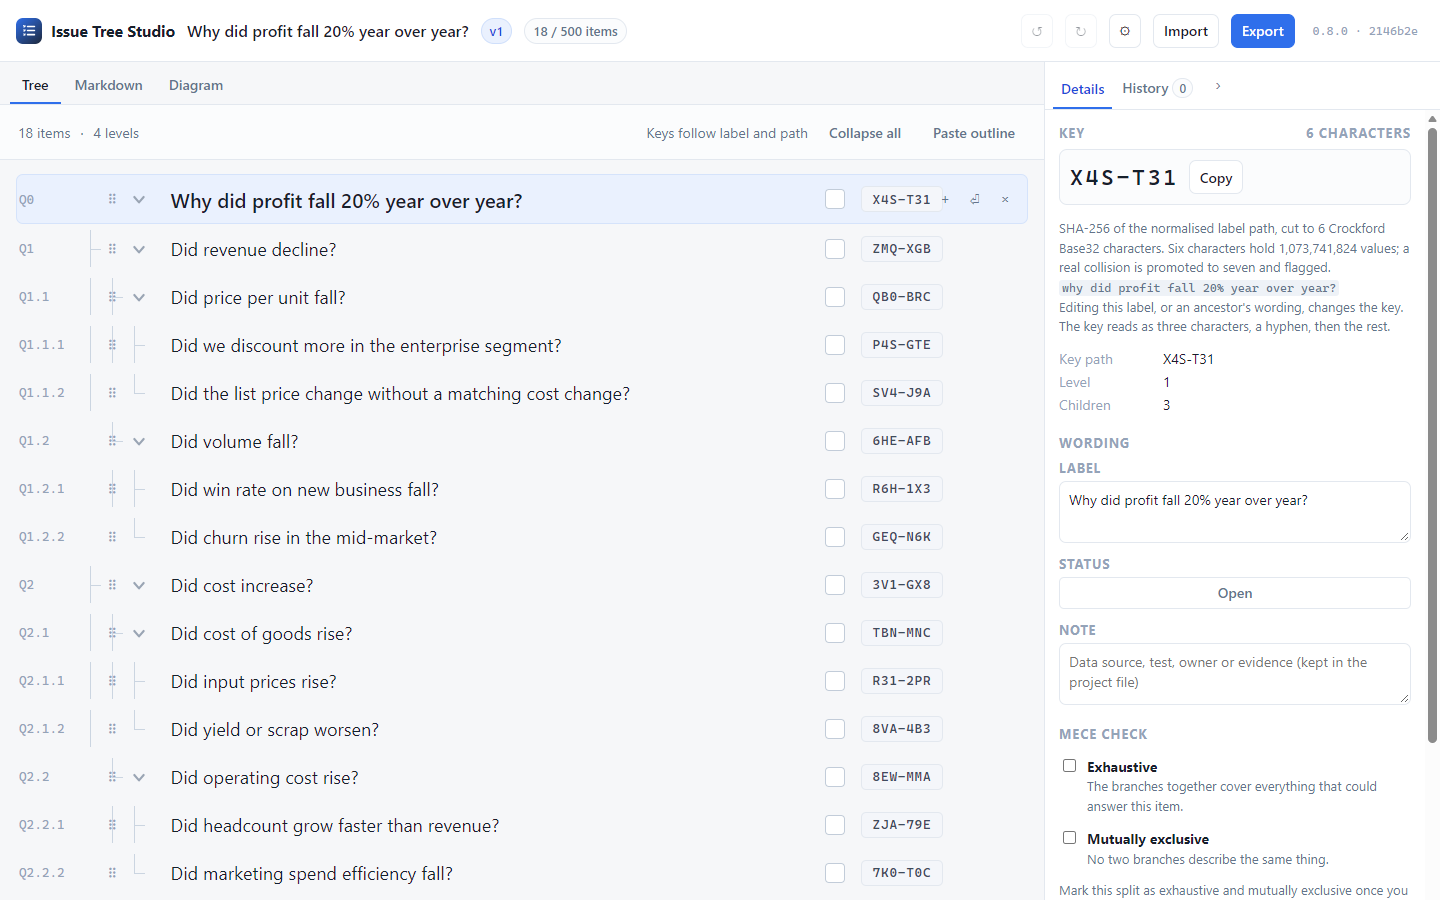 Issue Tree Studio Why did profit fall 20% year over year? v1 18 / 500 items ↺ ↻ ⚙ Import Export 0.8.0 · 2146b2e
Tree Markdown Diagram
18 items · 4 levels Keys follow label and path Collapse all Paste outline
Q0 Why did profit fall 20% year over year? X4S-T31 + ⏎ ×
Q1 Did revenue decline? ZMQ-XGB
Q1.1 Did price per unit fall? QB0-BRC
Q1.1.1 Did we discount more in the enterprise segment? P4S-GTE
Q1.1.2 Did the list price change without a matching cost change? SV4-J9A
Q1.2 Did volume fall? 6HE-AFB
Q1.2.1 Did win rate on new business fall? R6H-1X3
Q1.2.2 Did churn rise in the mid-market? GEQ-N6K
Q2 Did cost increase? 3V1-GX8
Q2.1 Did cost of goods rise? TBN-MNC
Q2.1.1 Did input prices rise? R31-2PR
Q2.1.2 Did yield or scrap worsen? 8VA-4B3
Q2.2 Did operating cost rise? 8EW-MMA
Q2.2.1 Did headcount grow faster than revenue? ZJA-79E
Q2.2.2 Did marketing spend efficiency fall? 7K0-T0C
Details History 0 ›
KEY 6 CHARACTERS
X4S-T31 Copy
SHA-256 of the normalised label path, cut to 6 Crockford
Base32 characters. Six characters hold 1,073,741,824 values; a
real collision is promoted to seven and flagged.
why did profit fall 20% year over year?
Editing this label, or an ancestor's wording, changes the key.
The key reads as three characters, a hyphen, then the rest.
Key path X4S-T31
Level 1
Children 3
WORDING
LABEL
Why did profit fall 20% year over year?
STATUS
Open
NOTE
Data source, test, owner or evidence (kept in the
project file)
MECE CHECK
Exhaustive
The branches together cover everything that could
answer this item.
Mutually exclusive
No two branches describe the same thing.
Mark this split as exhaustive and mutually exclusive once you